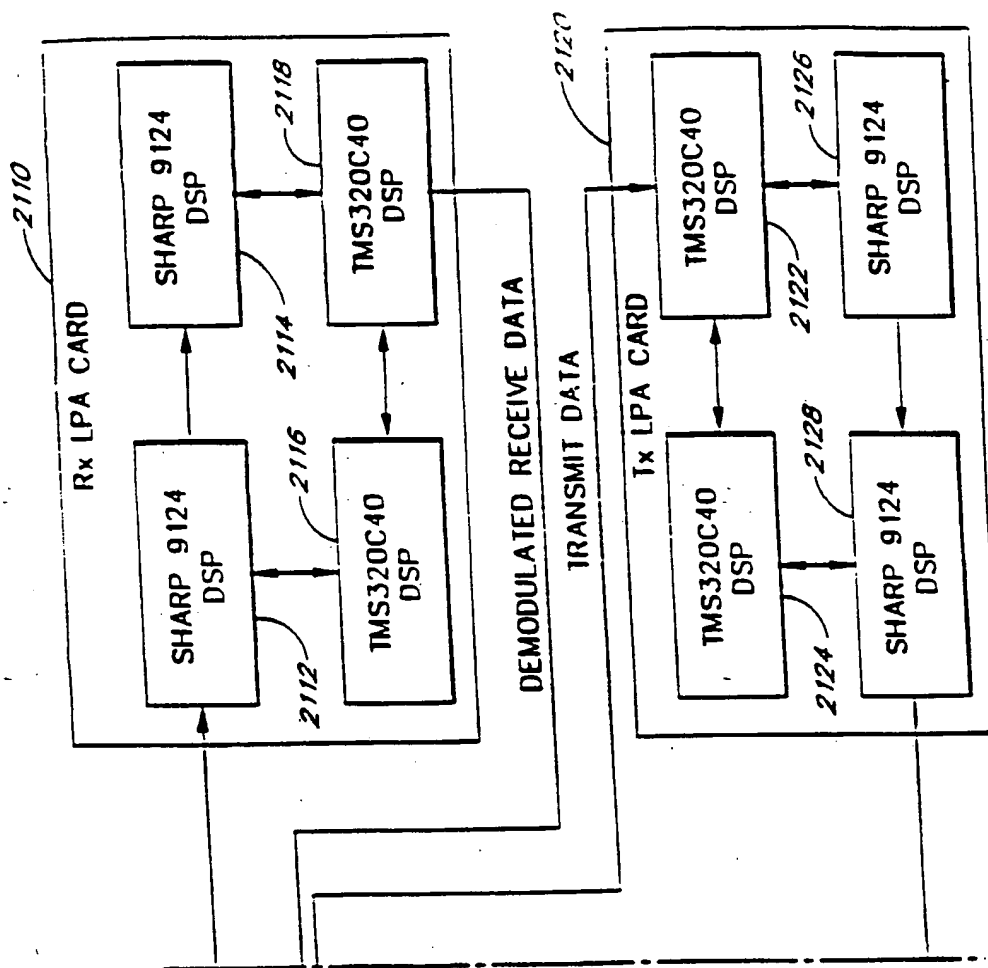 2110
Rx LPA CARD
SHARP 9124
DSP
2112
SHARP 9124
DSP
2114
TMS320C40
DSP
2116
TMS320C40
DSP
2118
DEMODULATED RECEIVE DATA
TRANSMIT DATA
2120
Tx LPA CARD
TMS320C40
DSP
2124
TMS320C40
DSP
2122
SHARP 9124
DSP
2128
SHARP 9124
DSP
2126